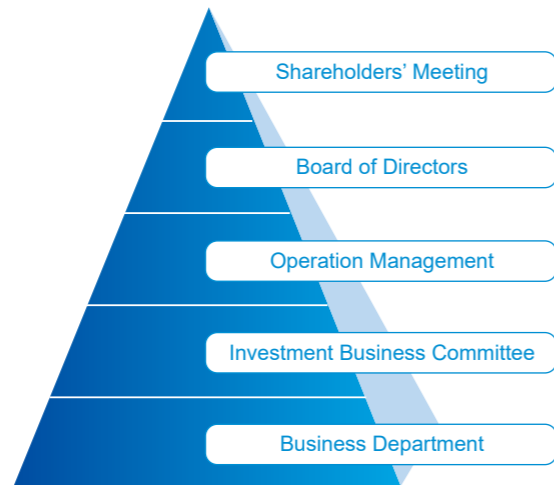 Shareholders’ Meeting
Board of Directors
Operation Management
Investment Business Committee
Business Department